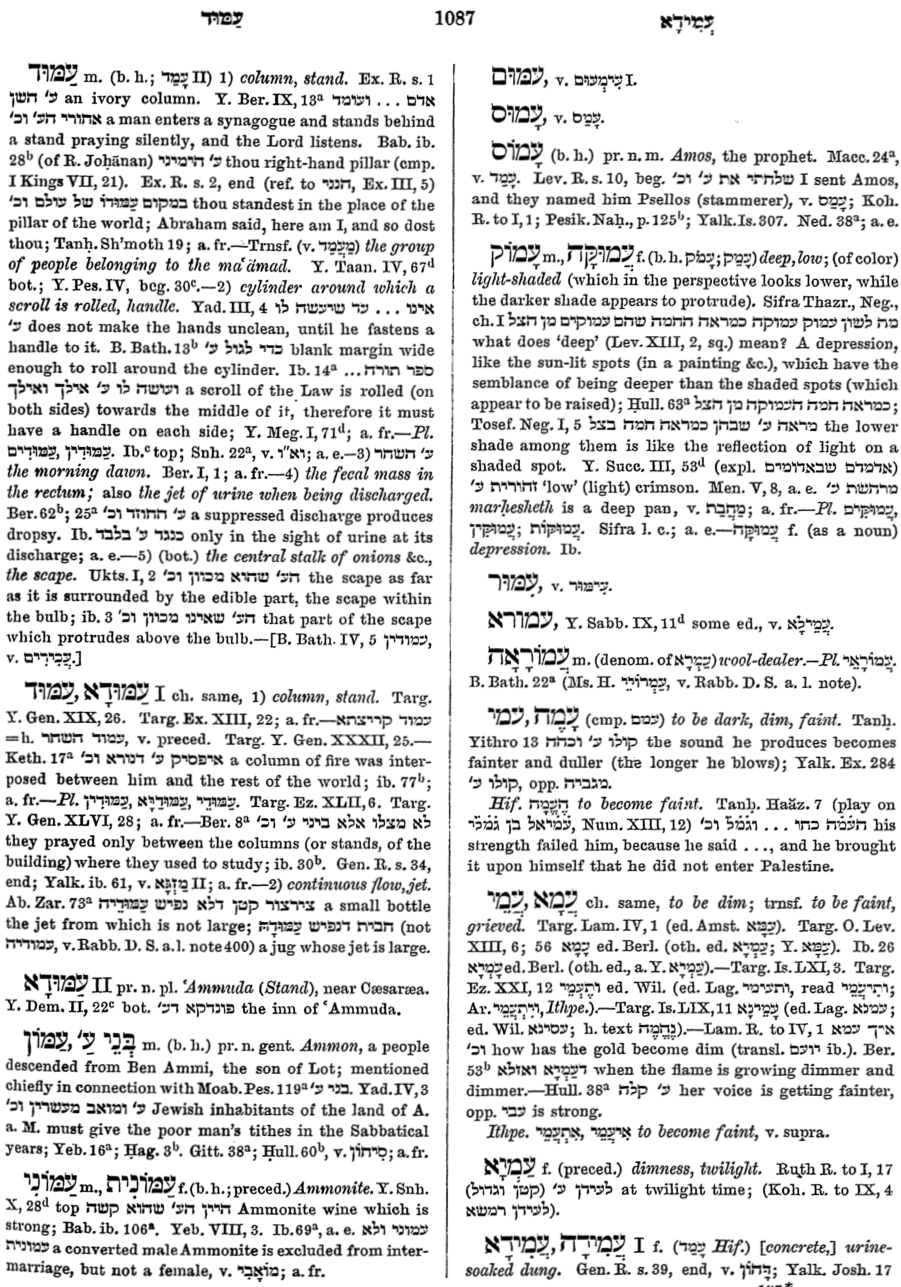 עַמּוּד
1087
עֲמִידָא
עַמּוּד m. (b. h.; עָמַד II) 1) column, stand. Ex. R. s. 1
ע׳ השן an ivory column. Y. Ber. IX, 13ᵃ אדם ... ועומד
אחורי הע׳ וכ׳ a man enters a synagogue and stands behind
a stand praying silently, and the Lord listens. Bab. ib.
28ᵇ (of R. Joḥanan) ע׳ הימיני thou right-hand pillar (cmp.
I Kings VII, 21). Ex. R. s. 2, end (ref. to הנני, Ex. III, 5)
במקום עַמּוּדוֹ של עולם וכ׳ thou standest in the place of the
pillar of the world; Abraham said, here am I, and so dost
thou; Tanḥ. Sh'moth 19; a. fr.—Trnsf. (v. מַעֲמָד) the group
of people belonging to the maʿămad. Y. Taan. IV, 67ᵈ
bot.; Y. Pes. IV, beg. 30ᶜ.—2) cylinder around which a
scroll is rolled, handle. Yad. III, 4 אינו ... עד שיעשה לו
ע׳ does not make the hands unclean, until he fastens a
handle to it. B. Bath. 13ᵇ כדי לגול ע׳ blank margin wide
enough to roll around the cylinder. Ib. 14ᵃ ספר תורה ...
ועושה לו ע׳ אילך ואילך a scroll of the Law is rolled (on
both sides) towards the middle of it, therefore it must
have a handle on each side; Y. Meg. I, 71ᵈ; a. fr.—Pl.
עַמּוּדִים, עַמּוּדִין. Ib.ᶜ top; Snh. 22ᵃ, v. וא"ו; a. e.—3) ע׳ השחר
the morning dawn. Ber. I, 1; a. fr.—4) the fecal mass in
the rectum; also the jet of urine when being discharged.
Ber. 62ᵇ; 25ᵃ ע׳ החוזר וכ׳ a suppressed discharge produces
dropsy. Ib. כנגד ע׳ בלבד only in the sight of urine at its
discharge; a. e.—5) (bot.) the central stalk of onions &c.,
the scape. Ukts. I, 2 הע׳ שהוא מכוון וכ׳ the scape as far
as it is surrounded by the edible part, the scape within
the bulb; ib. 3 הע׳ שאינו מכוון וכ׳ that part of the scape
which protrudes above the bulb.—[B. Bath. IV, 5 עמודין,
v. עֲכִירִים.]
עַמּוּדָא, עַמּוּד I ch. same, 1) column, stand. Targ.
Y. Gen. XIX, 26. Targ. Ex. XIII, 22; a. fr.—עמוד קריצתא
=h. עמוד השחר, v. preced. Targ. Y. Gen. XXXII, 25.—
Keth. 17ᵃ איפסיק ע׳ דנורא וכ׳ a column of fire was inter-
posed between him and the rest of the world; ib. 77ᵇ;
a. fr.—Pl. עַמּוּדֵי, עַמּוּדַיָּא, עַמּוּדִין. Targ. Ez. XLII, 6. Targ.
Y. Gen. XLVI, 28; a. fr.—Ber. 8ᵃ לא מצלו אלא ביני ע׳ וכ׳
they prayed only between the columns (or stands, of the
building) where they used to study; ib. 30ᵇ. Gen. R. s. 34,
end; Yalk. ib. 61, v. מַזְגָּא II; a. fr.—2) continuous flow, jet.
Ab. Zar. 73ᵃ צירצור קטן דלא נפיש עַמּוּדֵיהּ a small bottle
the jet from which is not large; חבית דנפיש עַמּוּדָהּ (not
עמודיה, v. Rabb. D. S. a. l. note 400) a jug whose jet is large.
עַמּוּדָא II pr. n. pl. ʿAmmuda (Stand), near Cæsaræa.
Y. Dem. II, 22ᶜ bot. פונדקא דע׳ the inn of ʿAmmuda.
עַמּוֹן, בְּנֵי עַ׳ m. (b. h.) pr. n. gent. Ammon, a people
descended from Ben Ammi, the son of Lot; mentioned
chiefly in connection with Moab. Pes. 119ᵃ בני ע׳. Yad. IV, 3
ע׳ ומואב מעשרין וכ׳ Jewish inhabitants of the land of A.
a. M. must give the poor man's tithes in the Sabbatical
years; Yeb. 16ᵃ; Ḥag. 3ᵇ. Gitt. 38ᵃ; Ḥull. 60ᵇ, v. סִיחוֹן; a. fr.
עַמּוֹנִי m., עַמּוֹנִית f. (b. h.; preced.) Ammonite. Y. Snh.
X, 28ᵈ top היין הע׳ שהוא קשה Ammonite wine which is
strong; Bab. ib. 106ᵃ. Yeb. VIII, 3. Ib. 69ᵃ, a. e. עמוני ולא
עמונית a converted male Ammonite is excluded from inter-
marriage, but not a female, v. מוֹאָבִי; a. fr.
עִמּוּם, v. עִימְעוּם I.
עָמוּס, v. עָמַס.
עָמוֹס (b. h.) pr. n. m. Amos, the prophet. Macc. 24ᵃ,
v. עָמַד. Lev. R. s. 10, beg. שלחתי את ע׳ וכ׳ I sent Amos,
and they named him Psellos (stammerer), v. עָמַס; Koh.
R. to I, 1; Pesik. Naḥ., p. 125ᵇ; Yalk. Is. 307. Ned. 38ᵃ; a. e.
עָמוֹק m., עֲמוּקָה f. (b. h. עָמֹק; עָמַק) deep, low; (of color)
light-shaded (which in the perspective looks lower, while
the darker shade appears to protrude). Sifra Thazr., Neg.,
ch. I מה לשון עמוק עמוקה כמראה החמה שהם עמוקים מן הצל
what does 'deep' (Lev. XIII, 2, sq.) mean? A depression,
like the sun-lit spots (in a painting &c.), which have the
semblance of being deeper than the shaded spots (which
appear to be raised); Ḥull. 63ᵃ כמראה חמה העמוקה מן הצל;
Tosef. Neg. I, 5 מראה ע׳ שבהן כמראה חמה בצל the lower
shade among them is like the reflection of light on a
shaded spot. Y. Succ. III, 53ᵈ (expl. אדמדם שבאדומים)
זהורית ע׳ 'low' (light) crimson. Men. V, 8, a. e. מרחשת ע׳
marḥesheth is a deep pan, v. מַחֲבַת; a. fr.—Pl. עֲמוּקִים,
עֲמוּקִין; עֲמוּקוֹת. Sifra l. c.; a. e.—עֲמוּקָּה f. (as a noun)
depression. Ib.
עִמּוּר, v. עִימּוּר.
עמורא, Y. Sabb. IX, 11ᵈ some ed., v. עֲמֵילָא.
עַמּוֹרָאָה m. (denom. of עַמְרָא) wool-dealer.—Pl. עַמּוֹרָאֵי.
B. Bath. 22ᵃ (Ms. H. עַמְרוֹיֵי, v. Rabb. D. S. a. l. note).
עָמָה, עמי (cmp. עמם) to be dark, dim, faint. Tanḥ.
Yithro 13 קולו ע׳ וכהה the sound he produces becomes
fainter and duller (the longer he blows); Yalk. Ex. 284
קולו ע׳, opp. מגביה.
Hif. הֶעֱמָה to become faint. Tanḥ. Haäz. 7 (play on
עַמִּיאֵל בן גְּמַלִּי, Num. XIII, 12) העמה כחו ... וגמל וכ׳ his
strength failed him, because he said ..., and he brought
it upon himself that he did not enter Palestine.
עֲמָא, עֲמֵי ch. same, to be dim; trnsf. to be faint,
grieved. Targ. Lam. IV, 1 (ed. Amst. עַמָּא). Targ. O. Lev.
XIII, 6; 56 עָמָא ed. Berl. (oth. ed. עַמְיָא; Y. עַמָּא). Ib. 26
עָמְיָא ed. Berl. (oth. ed., a. Y. עַמְיָא).—Targ. Is. LXI, 3. Targ.
Ez. XXI, 12 וְתֶעְמֵי ed. Wil. (ed. Lag. ותעימי, read וְתֵיעֲמֵי;
Ar. וְיִתְעֲמֵי, Ithpe.).—Targ. Is. LIX, 11 עֲמֵינָא (ed. Lag. עמנא;
ed. Wil. עסינא; h. text נֶהֱמֶה).—Lam. R. to IV, 1 איך עמא
וכ׳ how has the gold become dim (transl. יועם ib.). Ber.
53ᵇ דעָמְיָא ואזלא when the flame is growing dimmer and
dimmer.—Hull. 38ᵃ ע׳ קלה her voice is getting fainter,
opp. עבי is strong.
Ithpe. אִתְעֲמֵי, אִיעֲמֵי to become faint, v. supra.
עַמְיָא f. (preced.) dimness, twilight. Ruth R. to I, 17
לעידן ע׳ (קטן וגדול) at twilight time; (Koh. R. to IX, 4
לעידן רמשא).
עֲמִידָה, עֲמִידָא I f. (עָמַד Hif.) [concrete,] urine-
soaked dung. Gen. R. s. 39, end, v. דָּחוֹן; Yalk. Josh. 17